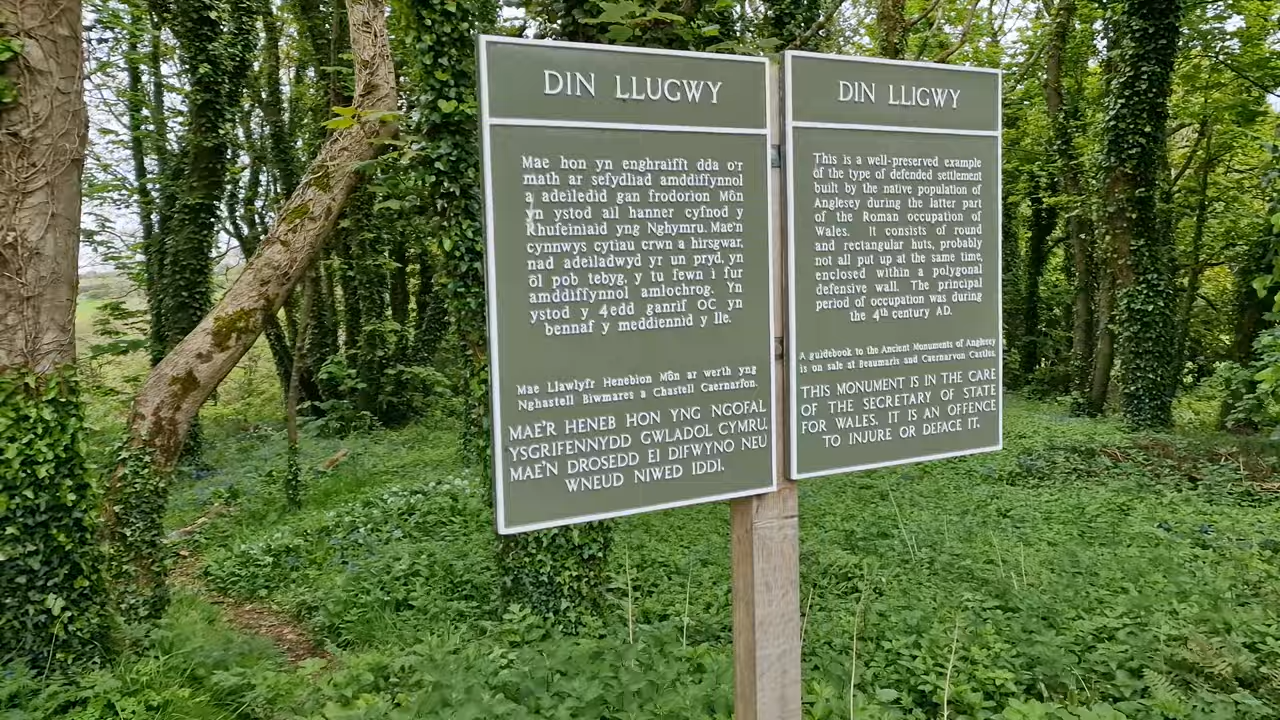 DIN LLUGWY
Mae hon yn enghraifft dda o'r
math ar sefydliad amddiffynnol
a adeiledid gan frodorion Môn
yn ystod ail hanner cyfnod y
Rhufeiniaid yng Nghymru. Mae'n
cynnwys cytiau crwn a hirsgwar,
nad adeiladwyd yr un pryd, yn
ôl pob tebyg, y tu fewn i fur
amddiffynnol amlochrog. Yn
ystod y 4edd ganrif OC yn
bennaf y meddiennid y lle.
Mae Llawlyfr Henebion Môn ar werth yng
Nghastell Biwmares a Chastell Caernarfon.
MAE'R HENEB HON YNG NGOFAL
YSGRIFENNYDD GWLADOL CYMRU.
MAE'N DROSEDD EI DIFWYNO NEU
WNEUD NIWED IDDI.
DIN LLIGWY
This is a well-preserved example
of the type of defended settlement
built by the native population of
Anglesey during the latter part
of the Roman occupation of
Wales. It consists of round
and rectangular huts, probably
not all put up at the same time,
enclosed within a polygonal
defensive wall. The principal
period of occupation was during
the 4th century AD.
A guidebook to the Ancient Monuments of Anglesey
is on sale at Beaumaris and Caernarvon Castles.
THIS MONUMENT IS IN THE CARE
OF THE SECRETARY OF STATE
FOR WALES. IT IS AN OFFENCE
TO INJURE OR DEFACE IT.